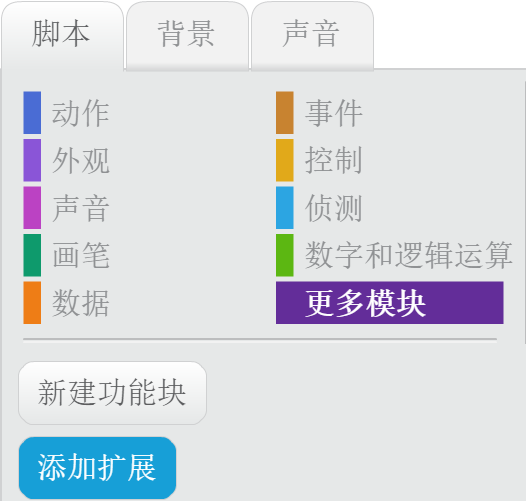 脚本 背景 声音
动作 事件
外观 控制
声音 侦测
画笔 数字和逻辑运算
数据 更多模块
新建功能块
添加扩展